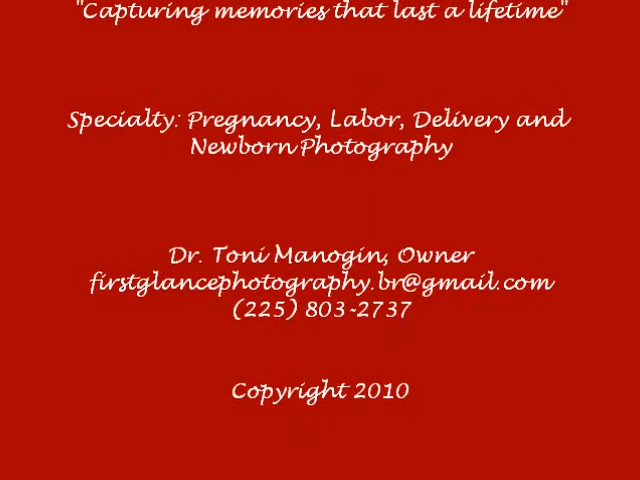 "Capturing memories that last a lifetime"
Specialty: Pregnancy, Labor, Delivery and
Newborn Photography
Dr. Toni Manogin, Owner
firstglancephotography.br@gmail.com
(225) 803-2737
Copyright 2010